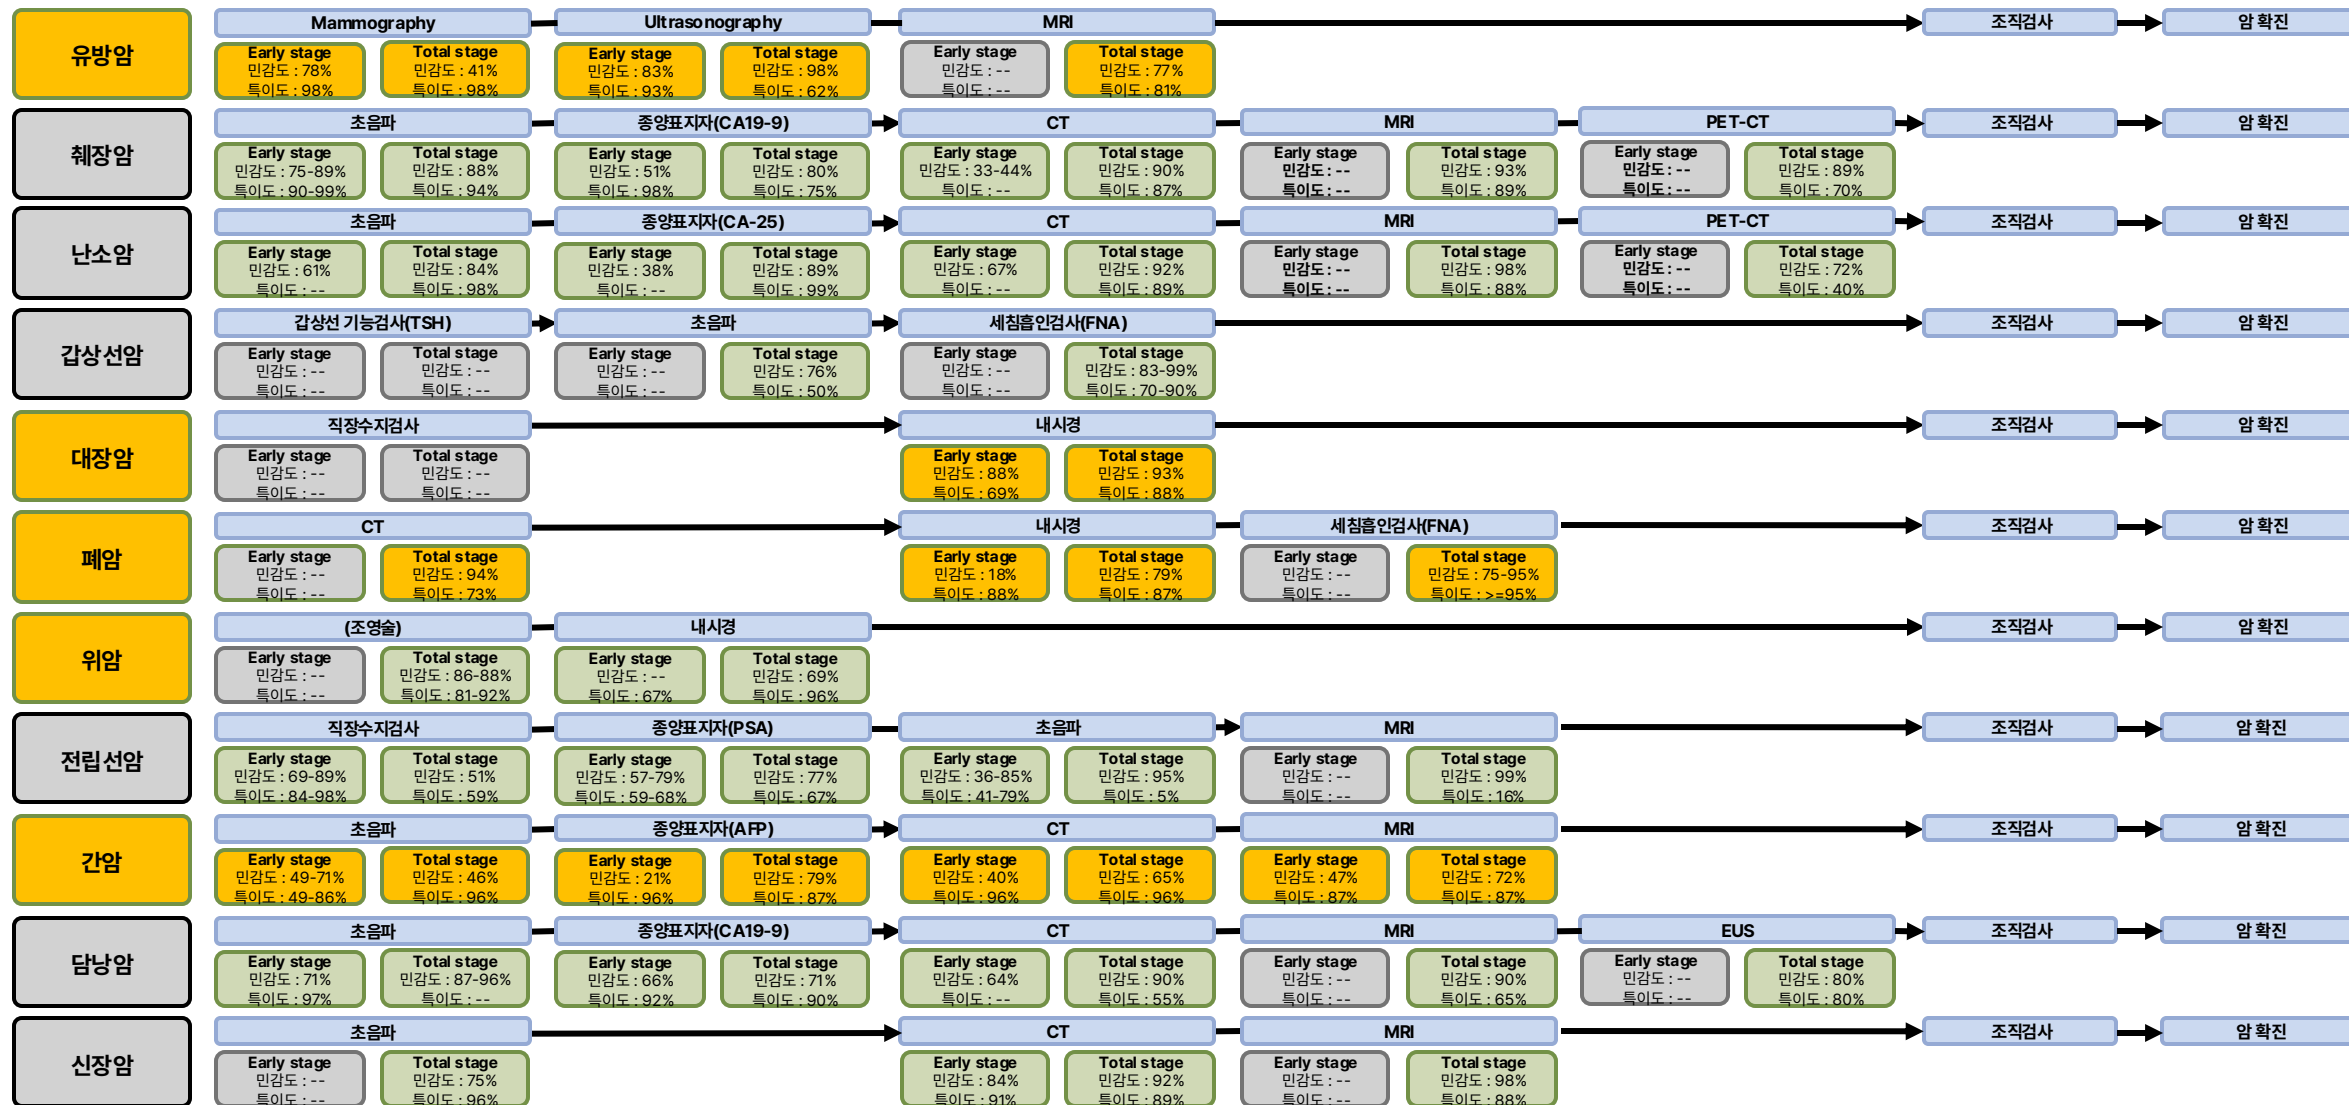 유방암
Mammography
Ultrasonography
MRI
조직검사
암 확진
Early stage
민감도 : 78%
특이도 : 98%
Total stage
민감도 : 41%
특이도 : 98%
Early stage
민감도 : 83%
특이도 : 93%
Total stage
민감도 : 98%
특이도 : 62%
Early stage
민감도 : --
특이도 : --
Total stage
민감도 : 77%
특이도 : 81%
췌장암
초음파
종양표지자(CA19-9)
CT
MRI
PET-CT
조직검사
암 확진
Early stage
민감도 : 75-89%
특이도 : 90-99%
Total stage
민감도 : 88%
특이도 : 94%
Early stage
민감도 : 51%
특이도 : 98%
Total stage
민감도 : 80%
특이도 : 75%
Early stage
민감도 : 33-44%
특이도 : --
Total stage
민감도 : 90%
특이도 : 87%
Early stage
민감도 : --
특이도 : --
Total stage
민감도 : 93%
특이도 : 89%
Early stage
민감도 : --
특이도 : --
Total stage
민감도 : 89%
특이도 : 70%
난소암
초음파
종양표지자(CA-25)
CT
MRI
PET-CT
조직검사
암 확진
Early stage
민감도 : 61%
특이도 : --
Total stage
민감도 : 84%
특이도 : 98%
Early stage
민감도 : 38%
특이도 : --
Total stage
민감도 : 89%
특이도 : 99%
Early stage
민감도 : 67%
특이도 : --
Total stage
민감도 : 92%
특이도 : 89%
Early stage
민감도 : --
특이도 : --
Total stage
민감도 : 98%
특이도 : 88%
Early stage
민감도 : --
특이도 : --
Total stage
민감도 : 72%
특이도 : 40%
갑상선암
갑상선 기능검사(TSH)
초음파
세침흡인검사(FNA)
조직검사
암 확진
Early stage
민감도 : --
특이도 : --
Total stage
민감도 : --
특이도 : --
Early stage
민감도 : --
특이도 : --
Total stage
민감도 : 76%
특이도 : 50%
Early stage
민감도 : --
특이도 : --
Total stage
민감도 : 83-99%
특이도 : 70-90%
대장암
직장수지검사
내시경
조직검사
암 확진
Early stage
민감도 : --
특이도 : --
Total stage
민감도 : --
특이도 : --
Early stage
민감도 : 88%
특이도 : 69%
Total stage
민감도 : 93%
특이도 : 88%
폐암
CT
내시경
세침흡인검사(FNA)
조직검사
암 확진
Early stage
민감도 : --
특이도 : --
Total stage
민감도 : 94%
특이도 : 73%
Early stage
민감도 : 18%
특이도 : 88%
Total stage
민감도 : 79%
특이도 : 87%
Early stage
민감도 : --
특이도 : --
Total stage
민감도 : 75-95%
특이도 : >=95%
위암
(조영술)
내시경
조직검사
암 확진
Early stage
민감도 : --
특이도 : --
Total stage
민감도 : 86-88%
특이도 : 81-92%
Early stage
민감도 : --
특이도 : 67%
Total stage
민감도 : 69%
특이도 : 96%
전립선암
직장수지검사
종양표지자(PSA)
초음파
MRI
조직검사
암 확진
Early stage
민감도 : 69-89%
특이도 : 84-98%
Total stage
민감도 : 51%
특이도 : 59%
Early stage
민감도 : 57-79%
특이도 : 59-68%
Total stage
민감도 : 77%
특이도 : 67%
Early stage
민감도 : 36-85%
특이도 : 41-79%
Total stage
민감도 : 95%
특이도 : 5%
Early stage
민감도 : --
특이도 : --
Total stage
민감도 : 99%
특이도 : 16%
간암
초음파
종양표지자(AFP)
CT
MRI
조직검사
암 확진
Early stage
민감도 : 49-71%
특이도 : 49-86%
Total stage
민감도 : 46%
특이도 : 96%
Early stage
민감도 : 21%
특이도 : 96%
Total stage
민감도 : 79%
특이도 : 87%
Early stage
민감도 : 40%
특이도 : 96%
Total stage
민감도 : 65%
특이도 : 96%
Early stage
민감도 : 47%
특이도 : 87%
Total stage
민감도 : 72%
특이도 : 87%
담낭암
초음파
종양표지자(CA19-9)
CT
MRI
EUS
조직검사
암 확진
Early stage
민감도 : 71%
특이도 : 97%
Total stage
민감도 : 87-96%
특이도 : --
Early stage
민감도 : 66%
특이도 : 92%
Total stage
민감도 : 71%
특이도 : 90%
Early stage
민감도 : 64%
특이도 : --
Total stage
민감도 : 90%
특이도 : 55%
Early stage
민감도 : --
특이도 : --
Total stage
민감도 : 90%
특이도 : 65%
Early stage
민감도 : --
특이도 : --
Total stage
민감도 : 80%
특이도 : 80%
신장암
초음파
CT
MRI
조직검사
암 확진
Early stage
민감도 : --
특이도 : --
Total stage
민감도 : 75%
특이도 : 96%
Early stage
민감도 : 84%
특이도 : 91%
Total stage
민감도 : 92%
특이도 : 89%
Early stage
민감도 : --
특이도 : --
Total stage
민감도 : 98%
특이도 : 88%